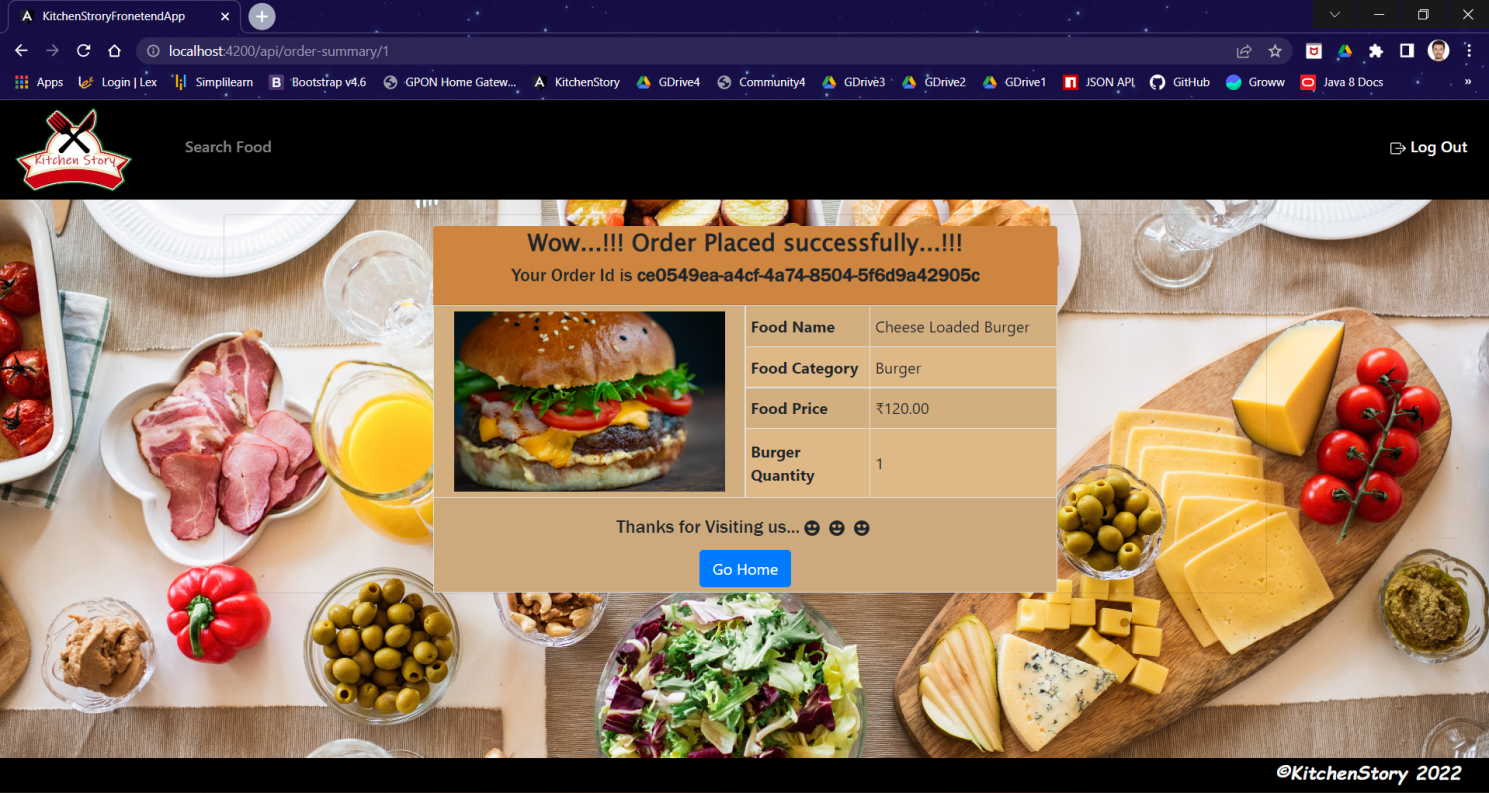 KitchenStroryFronetendApp
localhost:4200/api/order-summary/1
Apps Login | Lex Simplilearn Bootstrap v4.6 GPON Home Gatew... KitchenStory GDrive4 Community4 GDrive3 GDrive2 GDrive1 JSON API, GitHub Groww Java 8 Docs »
Kitchen Story
Search Food
Log Out
Wow...!!! Order Placed successfully...!!!
Your Order Id is ce0549ea-a4cf-4a74-8504-5f6d9a42905c
Food Name Cheese Loaded Burger
Food Category Burger
Food Price ₹120.00
Burger
Quantity 1
Thanks for Visiting us...
Go Home
©KitchenStory 2022